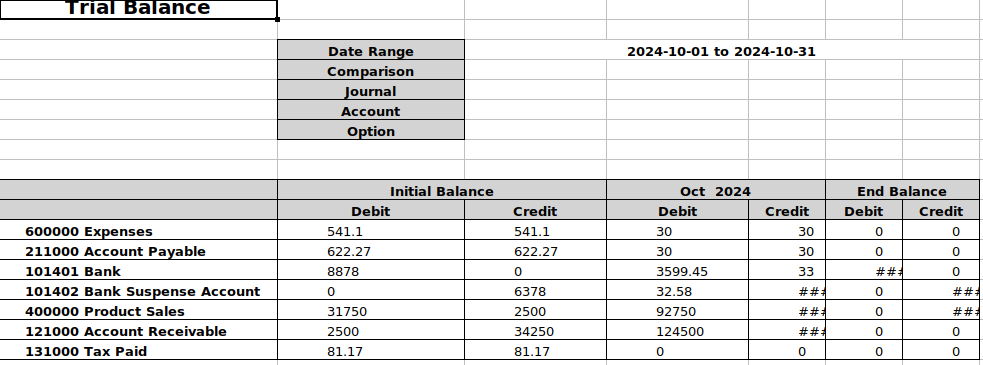 Trial Balance
Date Range 2024-10-01 to 2024-10-31
Comparison
Journal
Account
Option
Initial Balance Oct 2024 End Balance
Debit Credit Debit Credit Debit Credit
600000 Expenses 541.1 541.1 30 30 0 0
211000 Account Payable 622.27 622.27 30 30 0 0
101401 Bank 8878 0 3599.45 33 ### 0
101402 Bank Suspense Account 0 6378 32.58 ### 0 ###
400000 Product Sales 31750 2500 92750 ### 0 ###
121000 Account Receivable 2500 34250 124500 ### 0 0
131000 Tax Paid 81.17 81.17 0 0 0 0